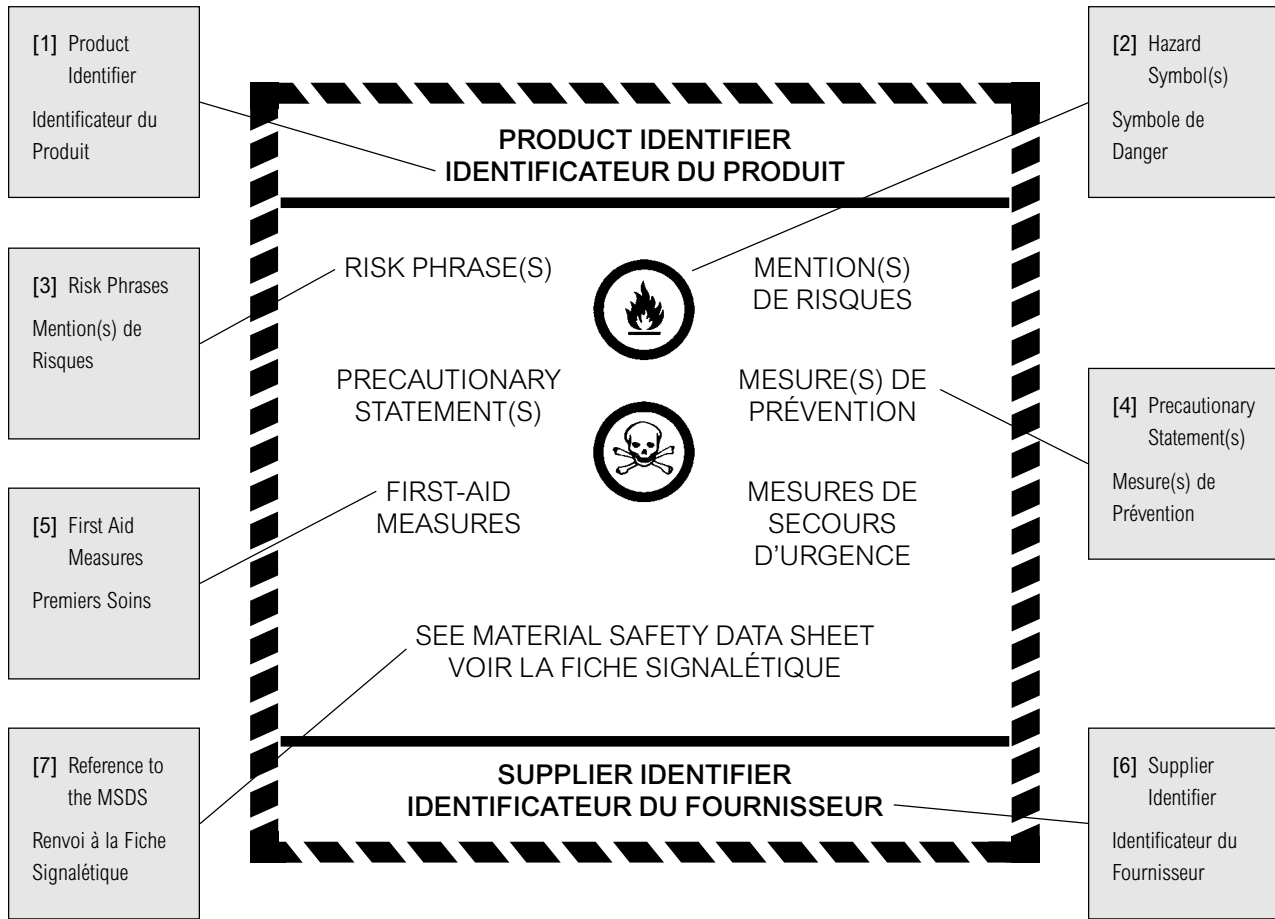 [1] Product
Identifier
Identificateur du
Produit
[2] Hazard
Symbol(s)
Symbole de
Danger
PRODUCT IDENTIFIER
IDENTIFICATEUR DU PRODUIT
[3] Risk Phrases
Mention(s) de
Risques
RISK PHRASE(S)
MENTION(S)
DE RISQUES
PRECAUTIONARY
STATEMENT(S)
MESURE(S) DE
PRÉVENTION
[4] Precautionary
Statement(s)
Mesure(s) de
Prévention
[5] First Aid
Measures
Premiers Soins
FIRST-AID
MEASURES
MESURES DE
SECOURS
D'URGENCE
SEE MATERIAL SAFETY DATA SHEET
VOIR LA FICHE SIGNALÉTIQUE
[7] Reference to
the MSDS
Renvoi à la Fiche
Signalétique
SUPPLIER IDENTIFIER
IDENTIFICATEUR DU FOURNISSEUR
[6] Supplier
Identifier
Identificateur du
Fournisseur